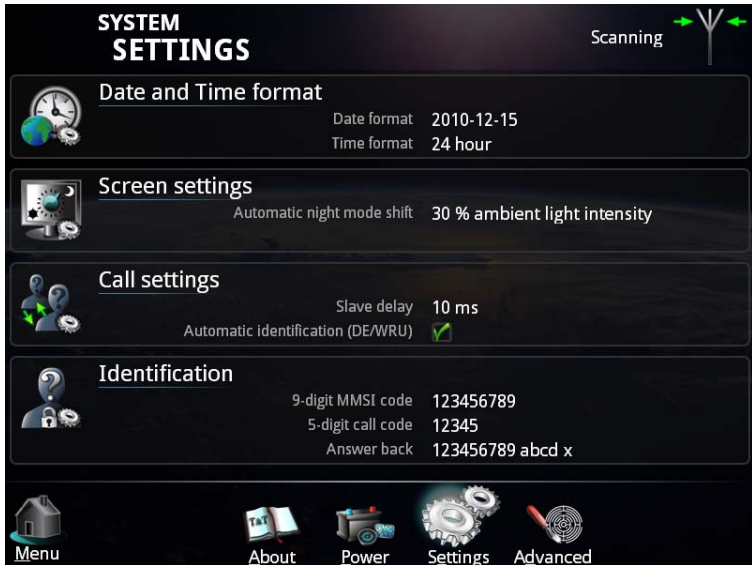 SYSTEM
SETTINGS
Scanning
Date and Time format
Date format 2010-12-15
Time format 24 hour
Screen settings
Automatic night mode shift 30 % ambient light intensity
Call settings
Slave delay 10 ms
Automatic identification (DE/WRU)
Identification
9-digit MMSI code 123456789
5-digit call code 12345
Answer back 123456789 abcd x
T&T
Menu About Power Settings Advanced